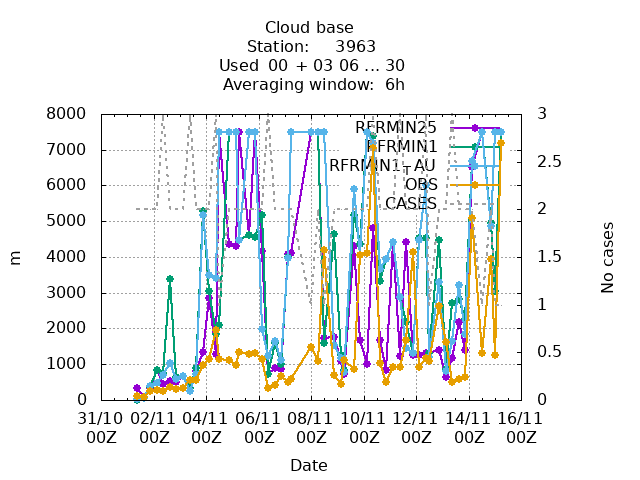 Cloud base
Station:     3963
Used  00  + 03 06 ... 30
Averaging window:  6h
8000
7000
6000
5000
4000
3000
2000
1000
0
m
3
2.5
2
1.5
1
0.5
0
No cases
RFRMIN25
RFRMIN1
RFRMIN1-AU
OBS
CASES
31/10 02/11 04/11 06/11 08/11 10/11 12/11 14/11 16/11
00Z 00Z 00Z 00Z 00Z 00Z 00Z 00Z 00Z
Date